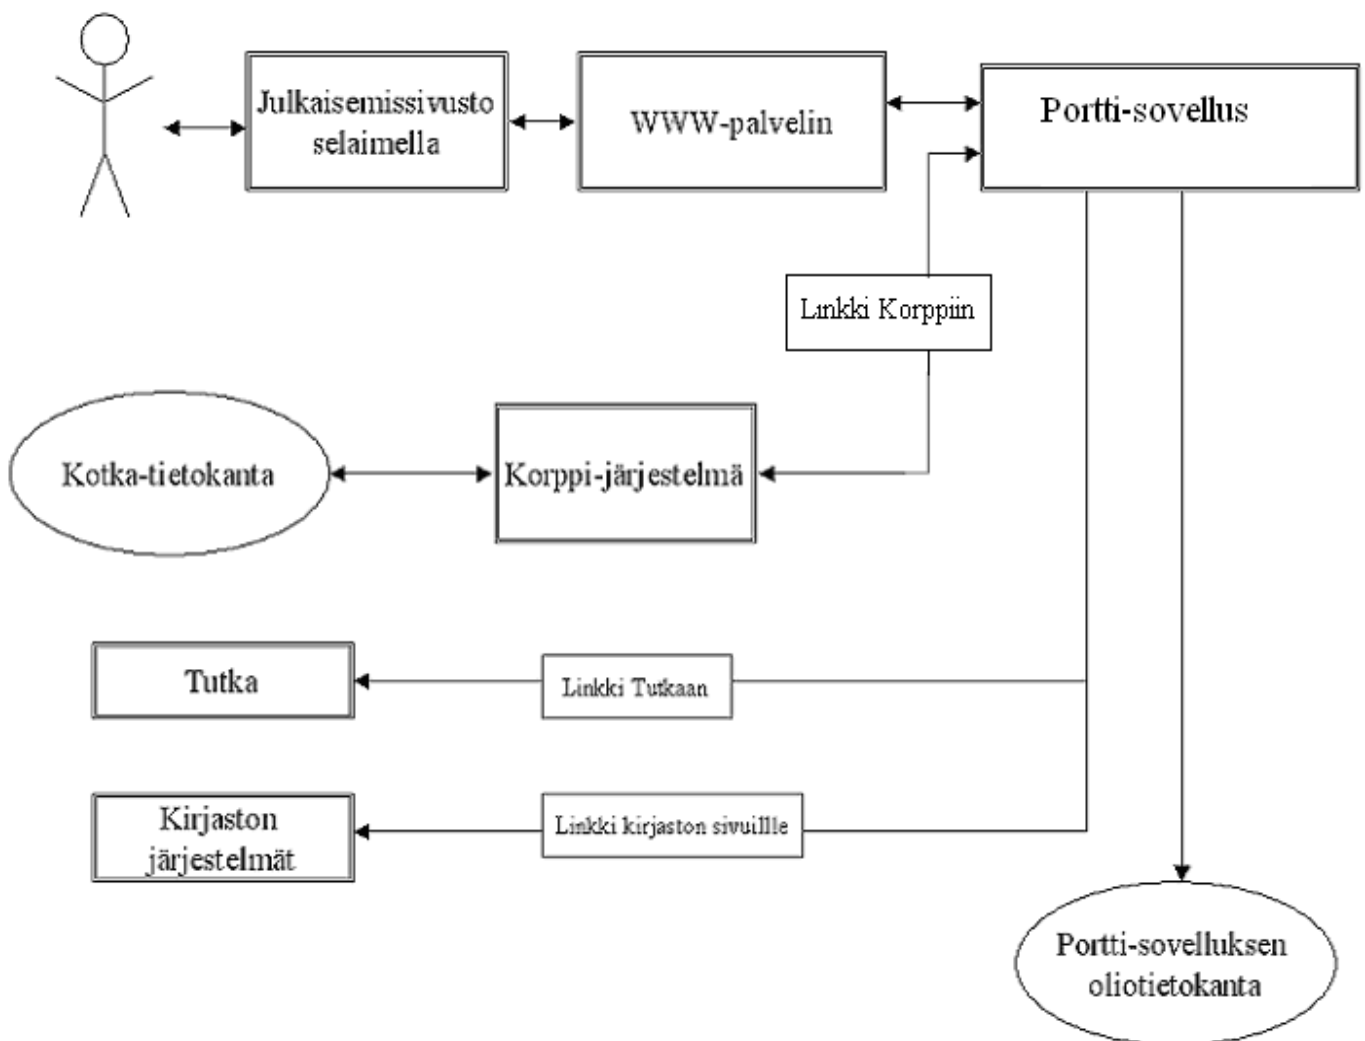 Julkaisemissivusto
selaimella
WWW-palvelin
Portti-sovellus
Linkki Korppiin
Kotka-tietokanta
Korppi-järjestelmä
Tutka
Linkki Tutkaan
Kirjaston
järjestelmät
Linkki kirjaston sivuillle
Portti-sovelluksen
oliotietokanta